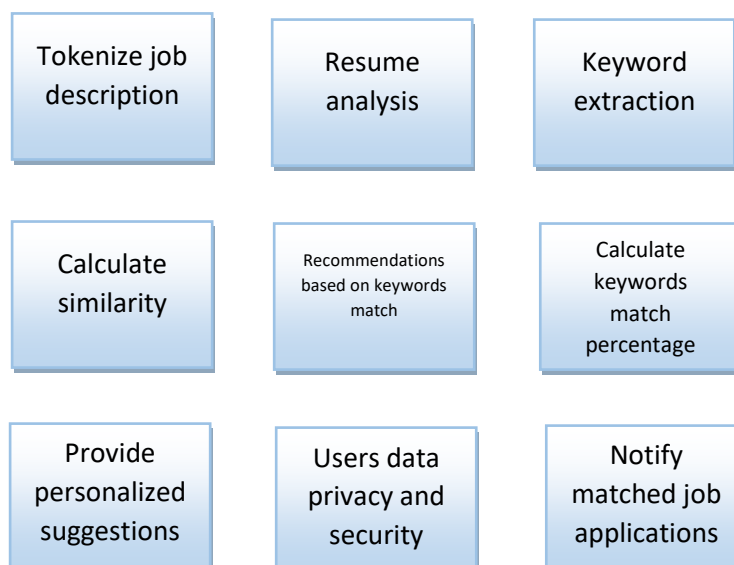 Tokenize job
description
Resume
analysis
Keyword
extraction
Calculate
similarity
Recommendations
based on keywords
match
Calculate
keywords
match
percentage
Provide
personalized
suggestions
Users data
privacy and
security
Notify
matched job
applications